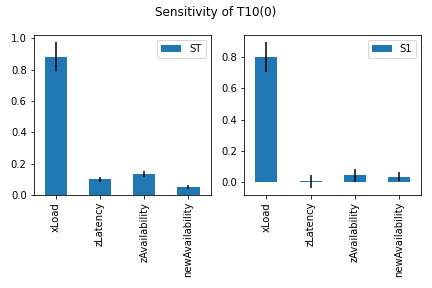 Sensitivity of T10(0)
ST
1.0
0.8
0.6
0.4
0.2
0.0
xLoad
zLatency
zAvailability
newAvailability
S1
0.8
0.6
0.4
0.2
0.0
xLoad
zLatency
zAvailability
newAvailability